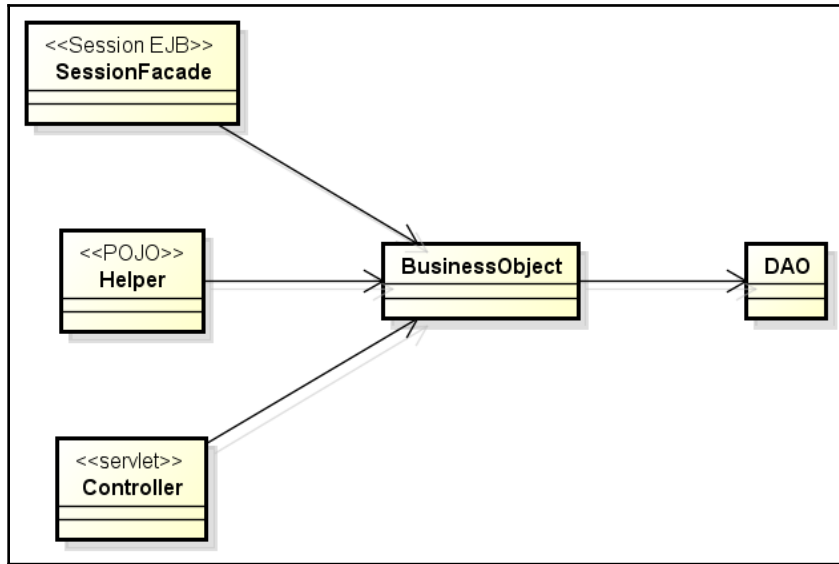 <<Session EJB>>
SessionFacade
<<POJO>>
Helper
BusinessObject
DAO
<<servlet>>
Controller